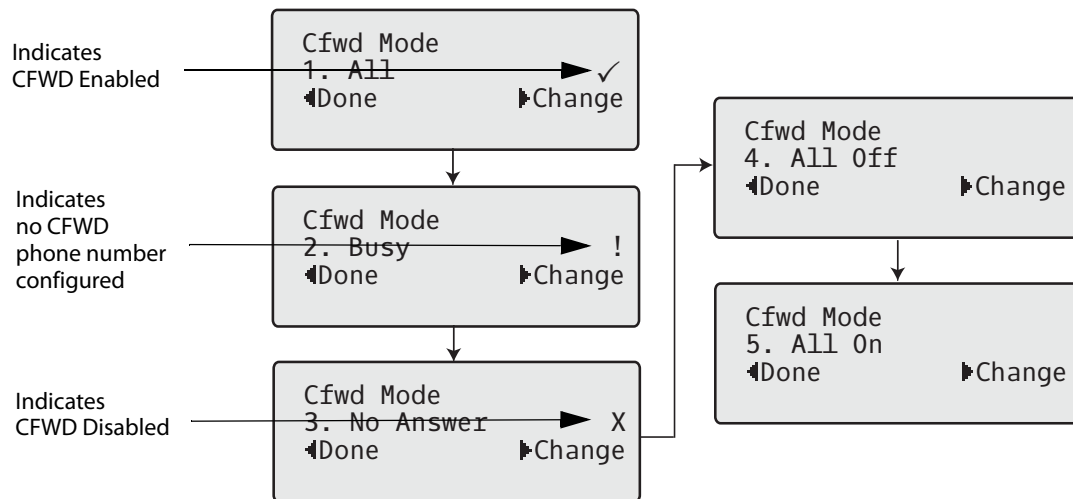 Indicates
CFWD Enabled
Cfwd Mode
1. All ✓
◀Done ▶Change
Indicates
no CFWD
phone number
configured
Cfwd Mode
2. Busy !
◀Done ▶Change
Indicates
CFWD Disabled
Cfwd Mode
3. No Answer X
◀Done ▶Change
Cfwd Mode
4. All Off
◀Done ▶Change
Cfwd Mode
5. All On
◀Done ▶Change